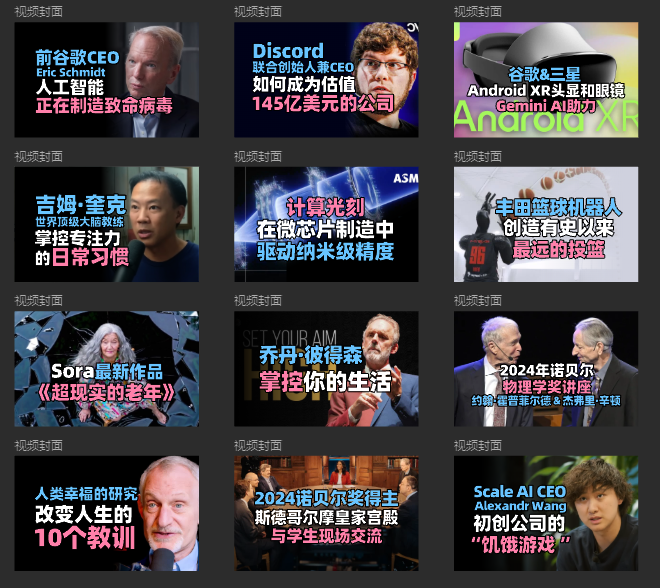 视频封面
视频封面
视频封面
前谷歌CEO
Eric Schmidt
人工智能
正在制造致命病毒
Discord
联合创始人兼CEO
如何成为估值
145亿美元的公司
谷歌&三星
Android XR头显和眼镜
Gemini AI助力
Android XR
视频封面
视频封面
视频封面
吉姆·奎克
世界顶级大脑教练
掌控专注力
的日常习惯
ASM
计算光刻
在微芯片制造中
驱动纳米级精度
丰田篮球机器人
创造有史以来
最远的投篮
96
视频封面
视频封面
视频封面
Sora最新作品
《超现实的老年》
SET YOUR AIM
HIGH
乔丹·彼得森
掌控你的生活
2024年诺贝尔
物理学奖讲座
约翰·霍普菲尔德&杰弗里·辛顿
视频封面
视频封面
视频封面
人类幸福的研究
改变人生的
10个教训
2024诺贝尔奖得主
斯德哥尔摩皇家宫殿
与学生现场交流
Scale AI CEO
Alexandr Wang
初创公司的
“饥饿游戏 ”